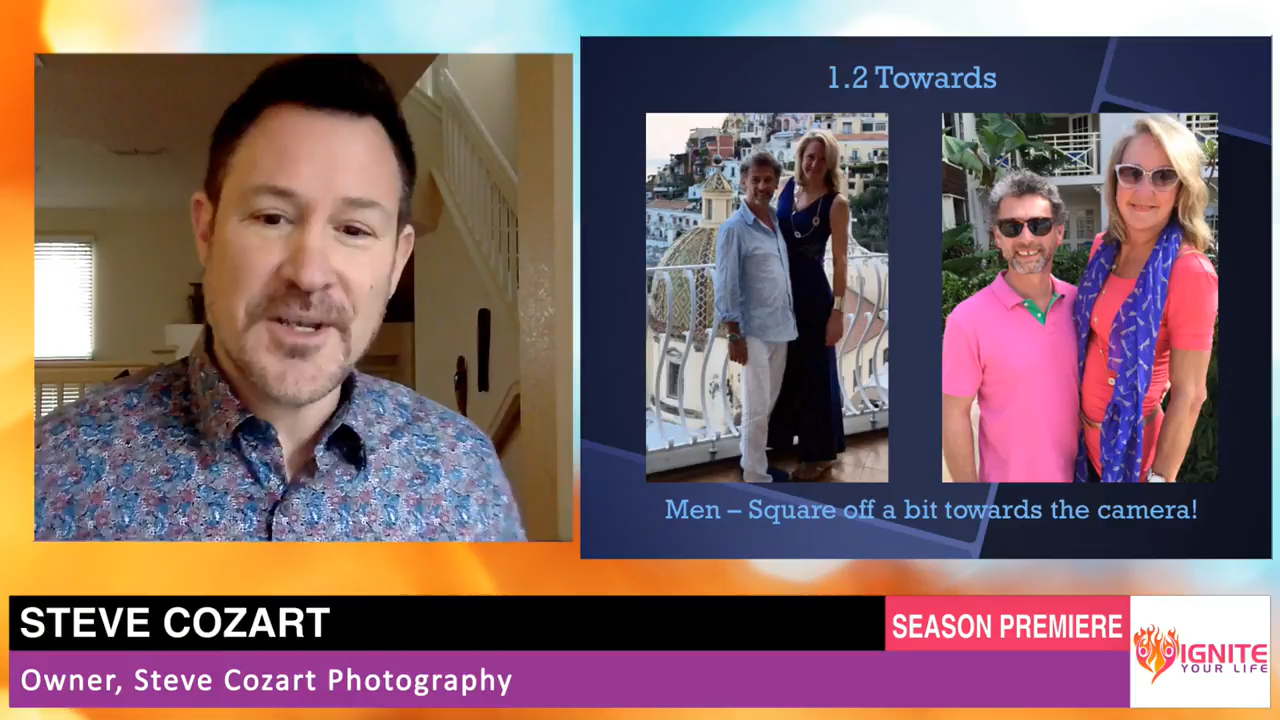 1.2 Towards
Men – Square off a bit towards the camera!
STEVE COZART
SEASON PREMIERE
Owner, Steve Cozart Photography
IGNITE
YOUR LIFE